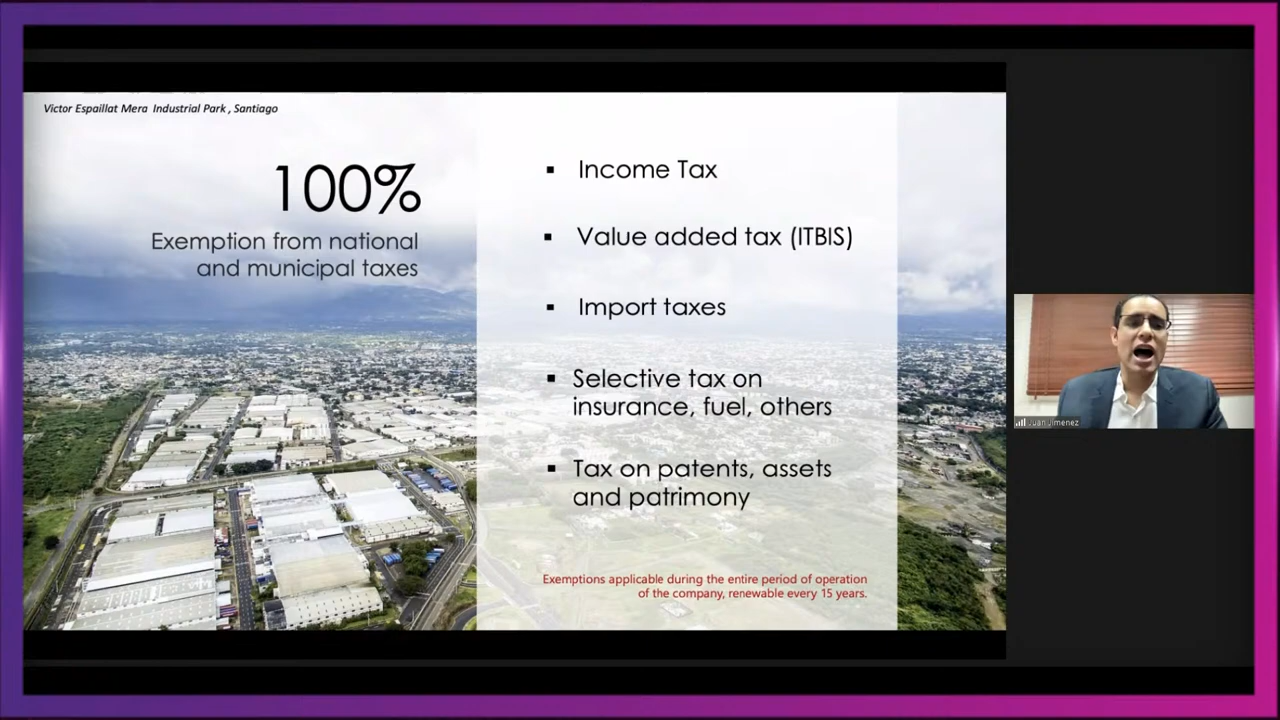 Victor Espaillat Mera Industrial Park , Santiago
100%
Exemption from national
and municipal taxes
▪ Income Tax
▪ Value added tax (ITBIS)
▪ Import taxes
▪ Selective tax on
insurance, fuel, others
▪ Tax on patents, assets
and patrimony
Exemptions applicable during the entire period of operation
of the company, renewable every 15 years.
Juan Jimenez